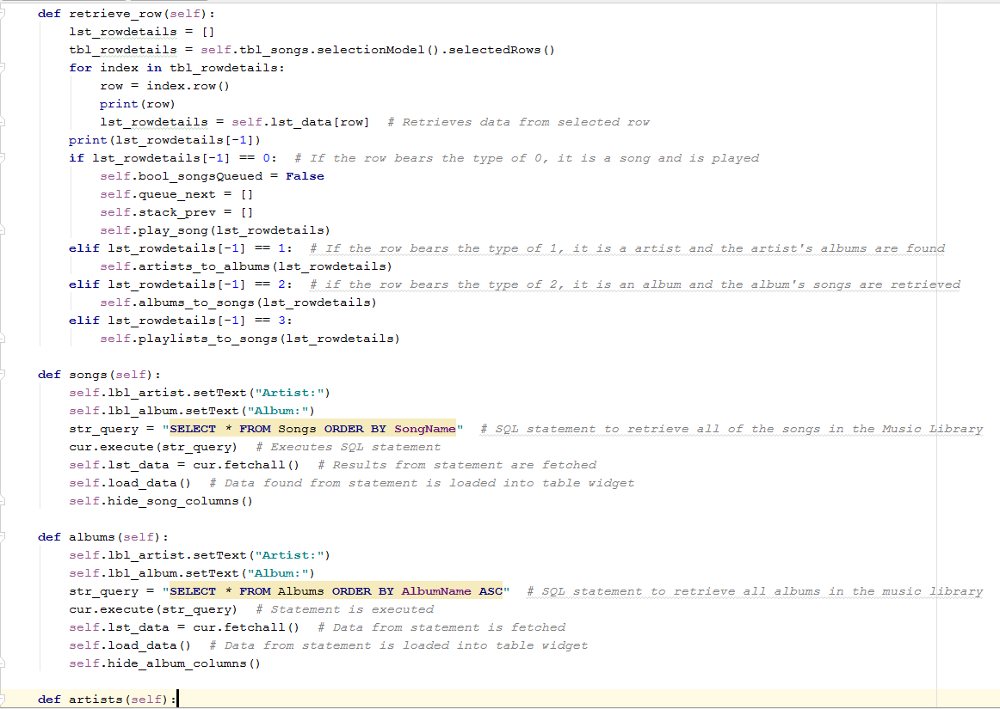 def retrieve_row(self):
    lst_rowdetails = []
    tbl_rowdetails = self.tbl_songs.selectionModel().selectedRows()
    for index in tbl_rowdetails:
        row = index.row()
        print(row)
        lst_rowdetails = self.lst_data[row]  # Retrieves data from selected row
    print(lst_rowdetails[-1])
    if lst_rowdetails[-1] == 0:  # If the row bears the type of 0, it is a song and is played
        self.bool_songsQueued = False
        self.queue_next = []
        self.stack_prev = []
        self.play_song(lst_rowdetails)
    elif lst_rowdetails[-1] == 1:  # If the row bears the type of 1, it is a artist and the artist's albums are found
        self.artists_to_albums(lst_rowdetails)
    elif lst_rowdetails[-1] == 2:  # if the row bears the type of 2, it is an album and the album's songs are retrieved
        self.albums_to_songs(lst_rowdetails)
    elif lst_rowdetails[-1] == 3:
        self.playlists_to_songs(lst_rowdetails)

def songs(self):
    self.lbl_artist.setText("Artist:")
    self.lbl_album.setText("Album:")
    str_query = "SELECT * FROM Songs ORDER BY SongName"  # SQL statement to retrieve all of the songs in the Music Library
    cur.execute(str_query)  # Executes SQL statement
    self.lst_data = cur.fetchall()  # Results from statement are fetched
    self.load_data()  # Data found from statement is loaded into table widget
    self.hide_song_columns()

def albums(self):
    self.lbl_artist.setText("Artist:")
    self.lbl_album.setText("Album:")
    str_query = "SELECT * FROM Albums ORDER BY AlbumName ASC"  # SQL statement to retrieve all albums in the music library
    cur.execute(str_query)  # Statement is executed
    self.lst_data = cur.fetchall()  # Data from statement is fetched
    self.load_data()  # Data from statement is loaded into table widget
    self.hide_album_columns()

def artists(self):